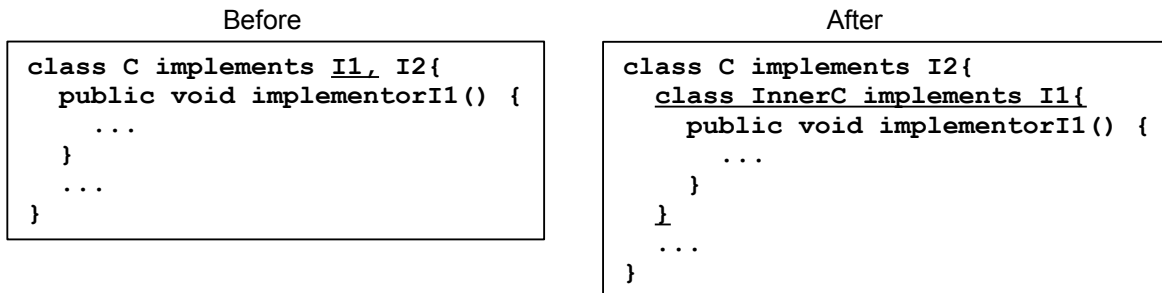 Before
class C implements I1, I2{
  public void implementorI1() {
    ...
  }
  ...
}
After
class C implements I2{
  class InnerC implements I1{
    public void implementorI1() {
      ...
    }
  }
  ...
}